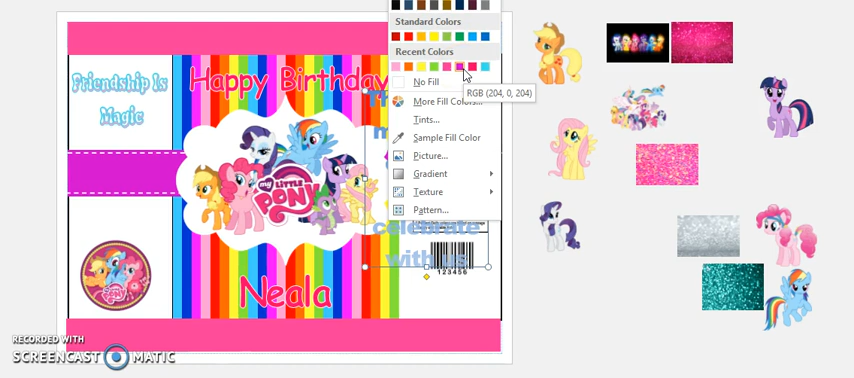 Standard Colors
Recent Colors
No Fill
RGB (204, 0, 204)
More Fill Colors...
Tints...
Sample Fill Color
Picture...
Gradient
Texture
Pattern...
Friendship Is
Magic
Happy Birthday
my LITTLE
PONY
celebrate
with us
123456
Neala
RECORDED WITH
SCREENCAST MATIC